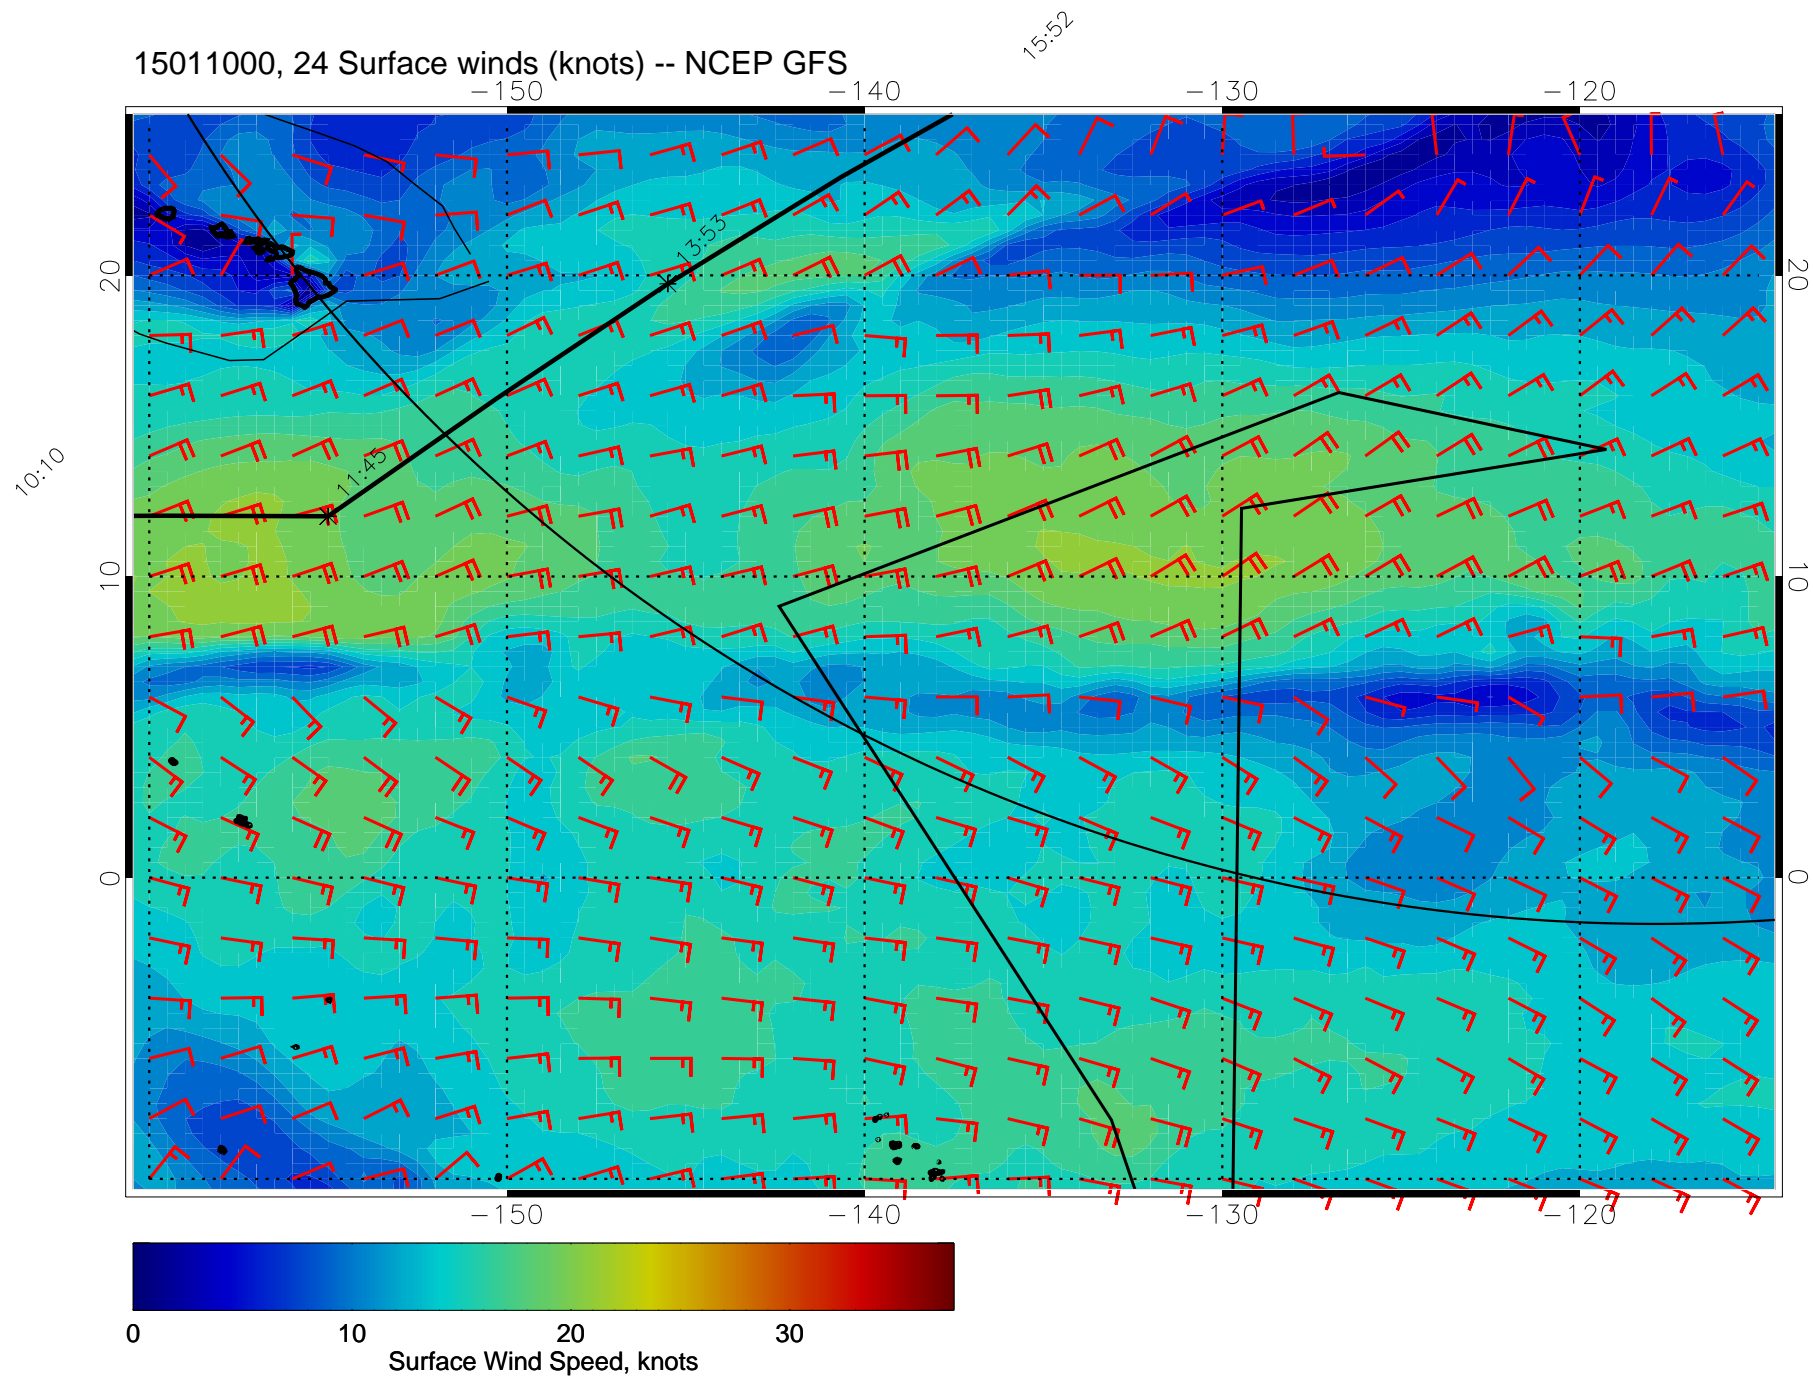 15:52
15011000, 24 Surface winds (knots) -- NCEP GFS
-150 -140 -130 -120
13:53
20 20
11:45
10:10
10 10
0 0
-150 -140 -130 -120
0 10 20 30
Surface Wind Speed, knots